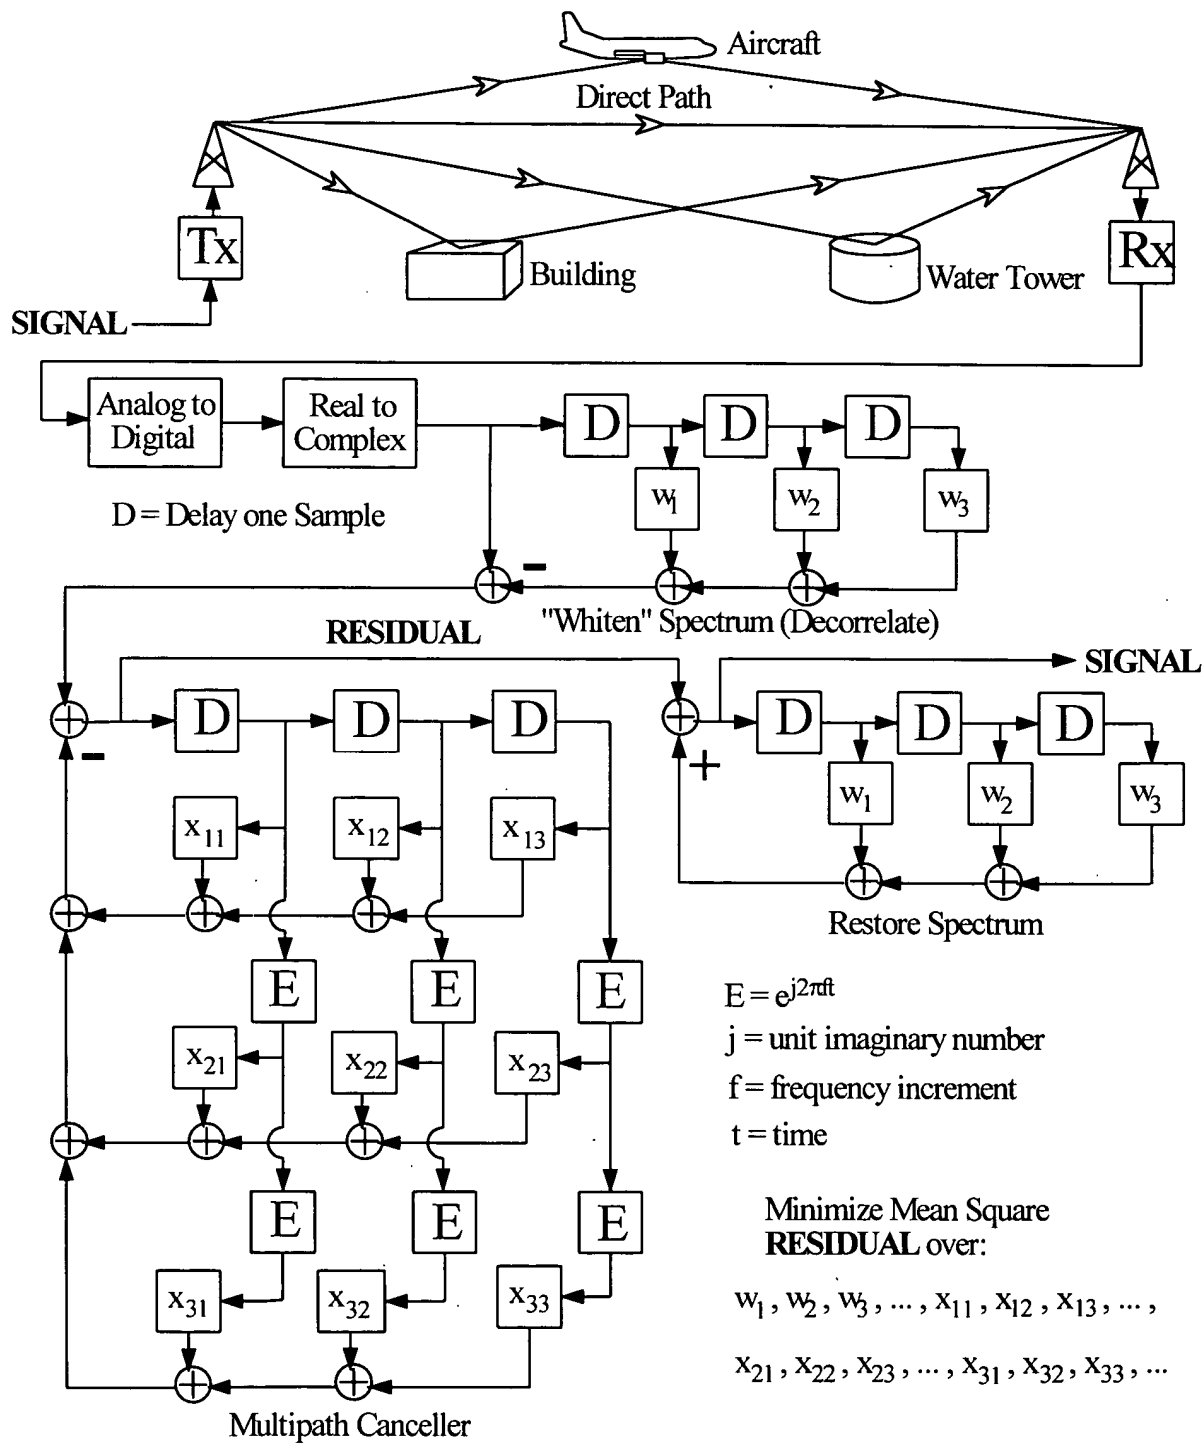 Aircraft
Direct Path
Tx
Rx
Building
Water Tower
SIGNAL
Analog to
Digital
Real to
Complex
D
D
D
w1
w2
w3
D = Delay one Sample
−
"Whiten" Spectrum (Decorrelate)
RESIDUAL
SIGNAL
D
D
D
D
D
D
−
+
w1
w2
w3
x11
x12
x13
Restore Spectrum
E
E
E
E = e^j2πft
j = unit imaginary number
x21
x22
x23
f = frequency increment
t = time
E
E
E
Minimize Mean Square
RESIDUAL over:
x31
x32
x33
w1 , w2 , w3 , ... , x11 , x12 , x13 , ... ,
x21 , x22 , x23 , ... , x31 , x32 , x33 , ...
Multipath Canceller